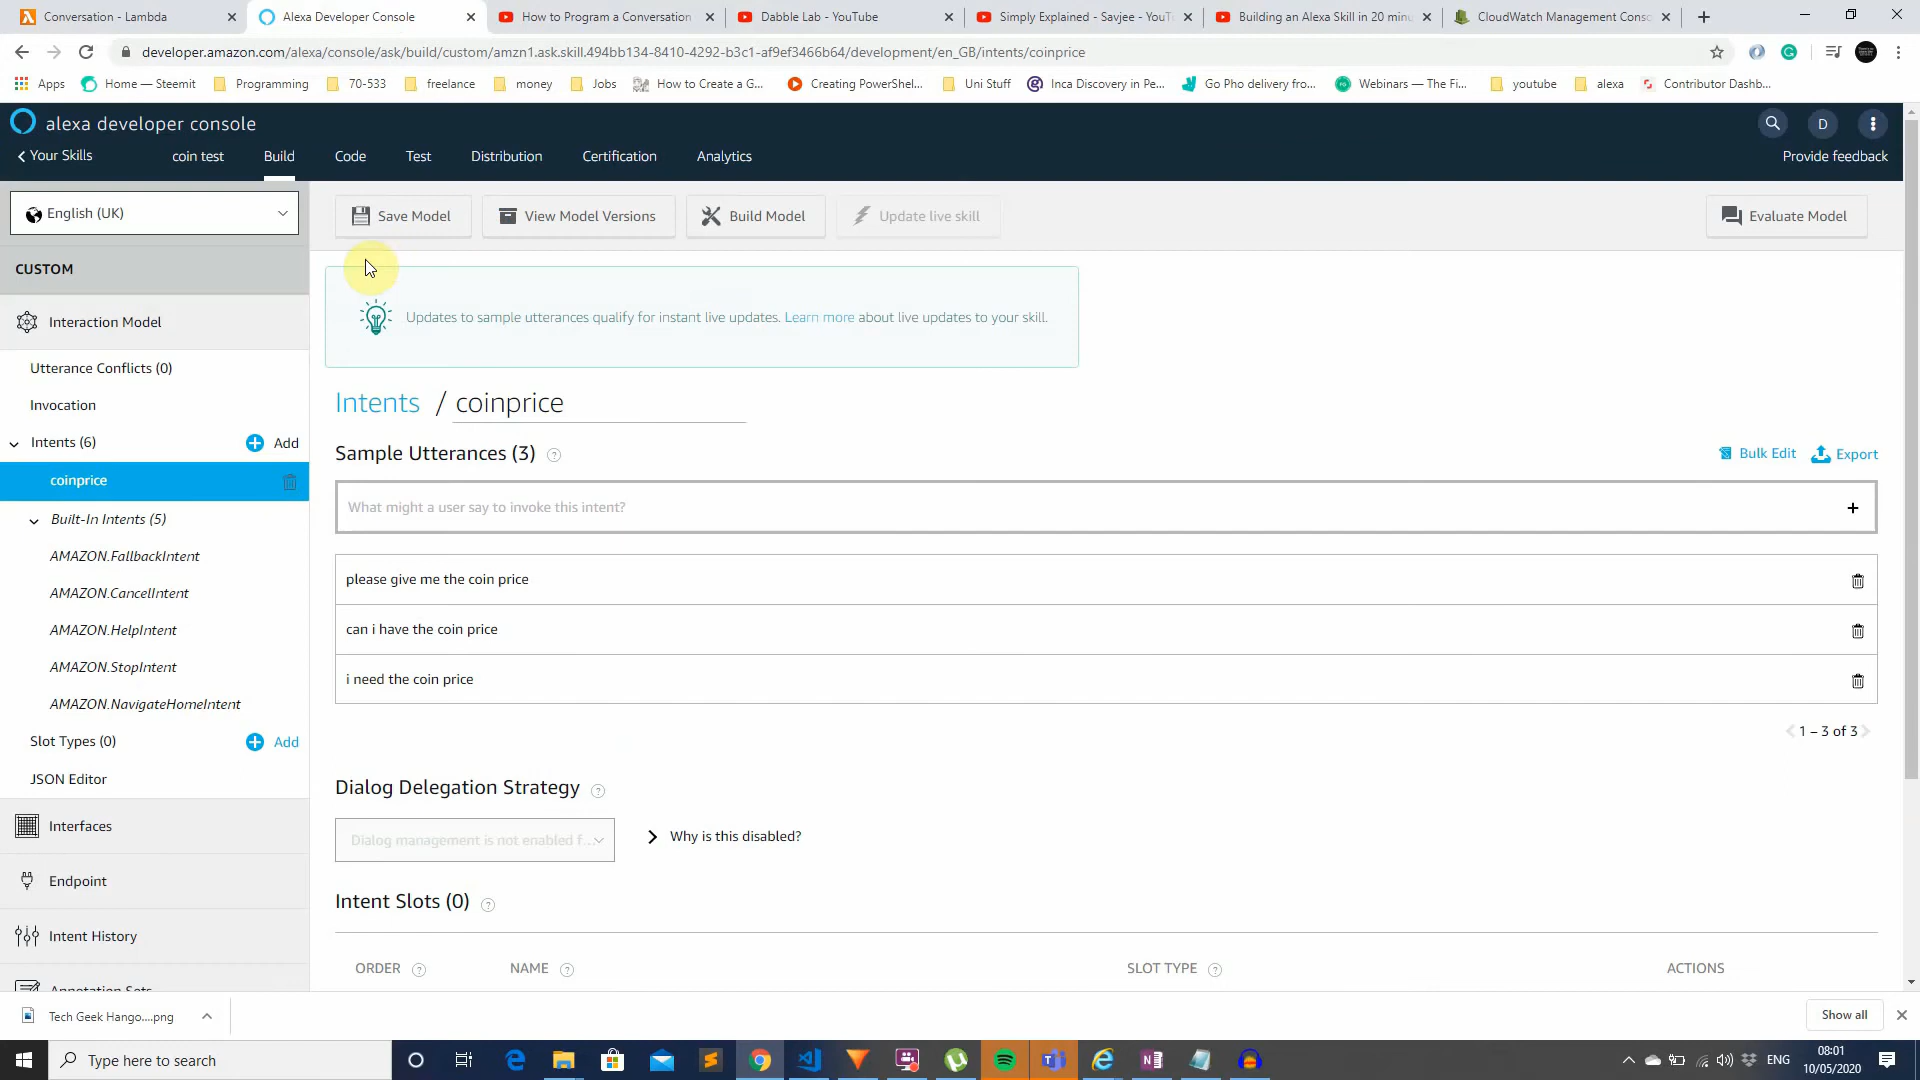 Conversation - Lambda
Alexa Developer Console
How to Program a Conversation
Dabble Lab - YouTube
Simply Explained - Savjee - YouT
Building an Alexa Skill in 20 minu
CloudWatch Management Conso
developer.amazon.com/alexa/console/ask/build/custom/amzn1.ask.skill.494bb134-8410-4292-b3c1-af9ef3466b64/development/en_GB/intents/coinprice
Apps
Home — Steemit
Programming
70-533
freelance
money
Jobs
How to Create a G...
Creating PowerShel...
Uni Stuff
Inca Discovery in Pe...
Go Pho delivery fro...
Webinars — The Fi...
youtube
alexa
Contributor Dashb...
alexa developer console
D
Your Skills
coin test
Build
Code
Test
Distribution
Certification
Analytics
Provide feedback
English (UK)
Save Model
View Model Versions
Build Model
Update live skill
Evaluate Model
CUSTOM
Interaction Model
Utterance Conflicts (0)
Invocation
Intents (6)
Add
coinprice
Built-In Intents (5)
AMAZON.FallbackIntent
AMAZON.CancelIntent
AMAZON.HelpIntent
AMAZON.StopIntent
AMAZON.NavigateHomeIntent
Slot Types (0)
Add
JSON Editor
Interfaces
Endpoint
Intent History
Annotation Sets
Updates to sample utterances qualify for instant live updates. Learn more about live updates to your skill.
Intents / coinprice
Sample Utterances (3)
Bulk Edit
Export
What might a user say to invoke this intent?
please give me the coin price
can i have the coin price
i need the coin price
1 – 3 of 3
Dialog Delegation Strategy
Dialog management is not enabled f...
Why is this disabled?
Intent Slots (0)
ORDER
NAME
SLOT TYPE
ACTIONS
Tech Geek Hango....png
Show all
Type here to search
ENG
08:01
10/05/2020